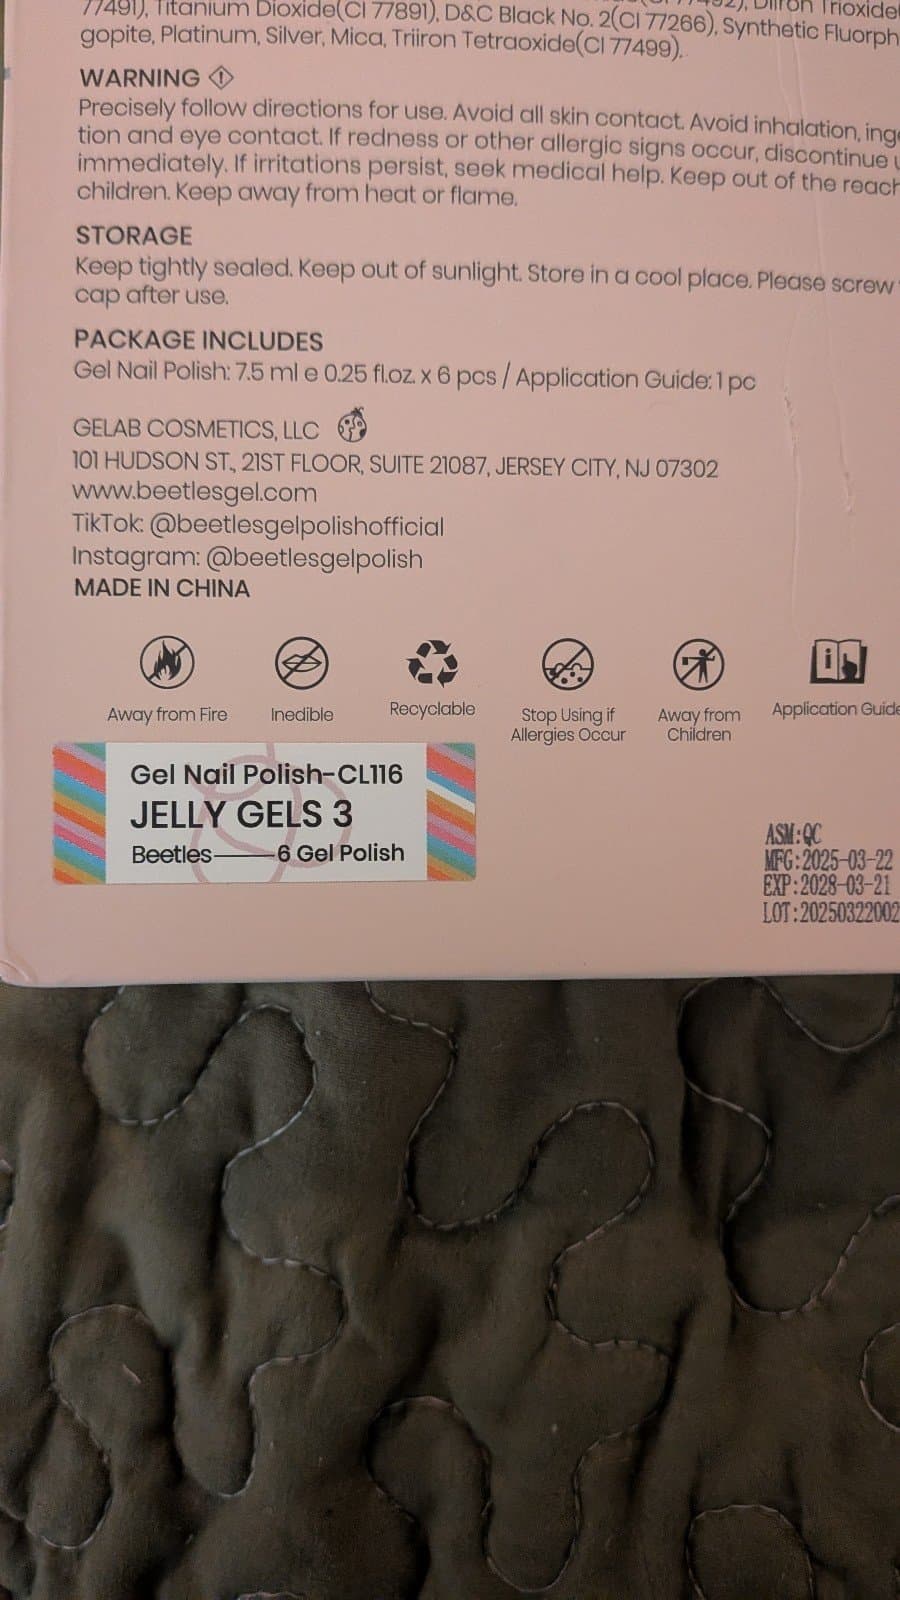 77491), Titanium Dioxide(CI 77891), D&C Black No. 2(CI 77266), Synthetic Fluorph
gopite, Platinum, Silver, Mica, Triiron Tetraoxide(CI 77499).
WARNING
Precisely follow directions for use. Avoid all skin contact. Avoid inhalation, inge
tion and eye contact. If redness or other allergic signs occur, discontinue u
immediately. If irritations persist, seek medical help. Keep out of the reach
children. Keep away from heat or flame.
STORAGE
Keep tightly sealed. Keep out of sunlight. Store in a cool place. Please screw
cap after use.
PACKAGE INCLUDES
Gel Nail Polish: 7.5 ml e 0.25 fl.oz. x 6 pcs / Application Guide: 1 pc
GELAB COSMETICS, LLC
101 HUDSON ST., 21ST FLOOR, SUITE 21087, JERSEY CITY, NJ 07302
www.beetlesgel.com
TikTok: @beetlesgelpolishofficial
Instagram: @beetlesgelpolish
MADE IN CHINA
Away from Fire
Inedible
Recyclable
Stop Using if
Allergies Occur
Away from
Children
Application Guide
Gel Nail Polish-CL116
JELLY GELS 3
Beetles——6 Gel Polish
ASM:QC
MFG:2025-03-22
EXP:2028-03-21
LOT:20250322002